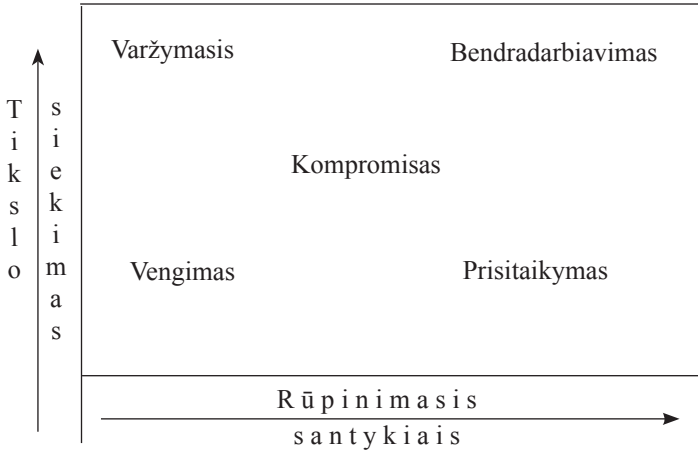 Varžymasis Bendradarbiavimas
Kompromisas
Vengimas Prisitaikymas
Tikslo
siekimas
Rūpinimasis
santykiais